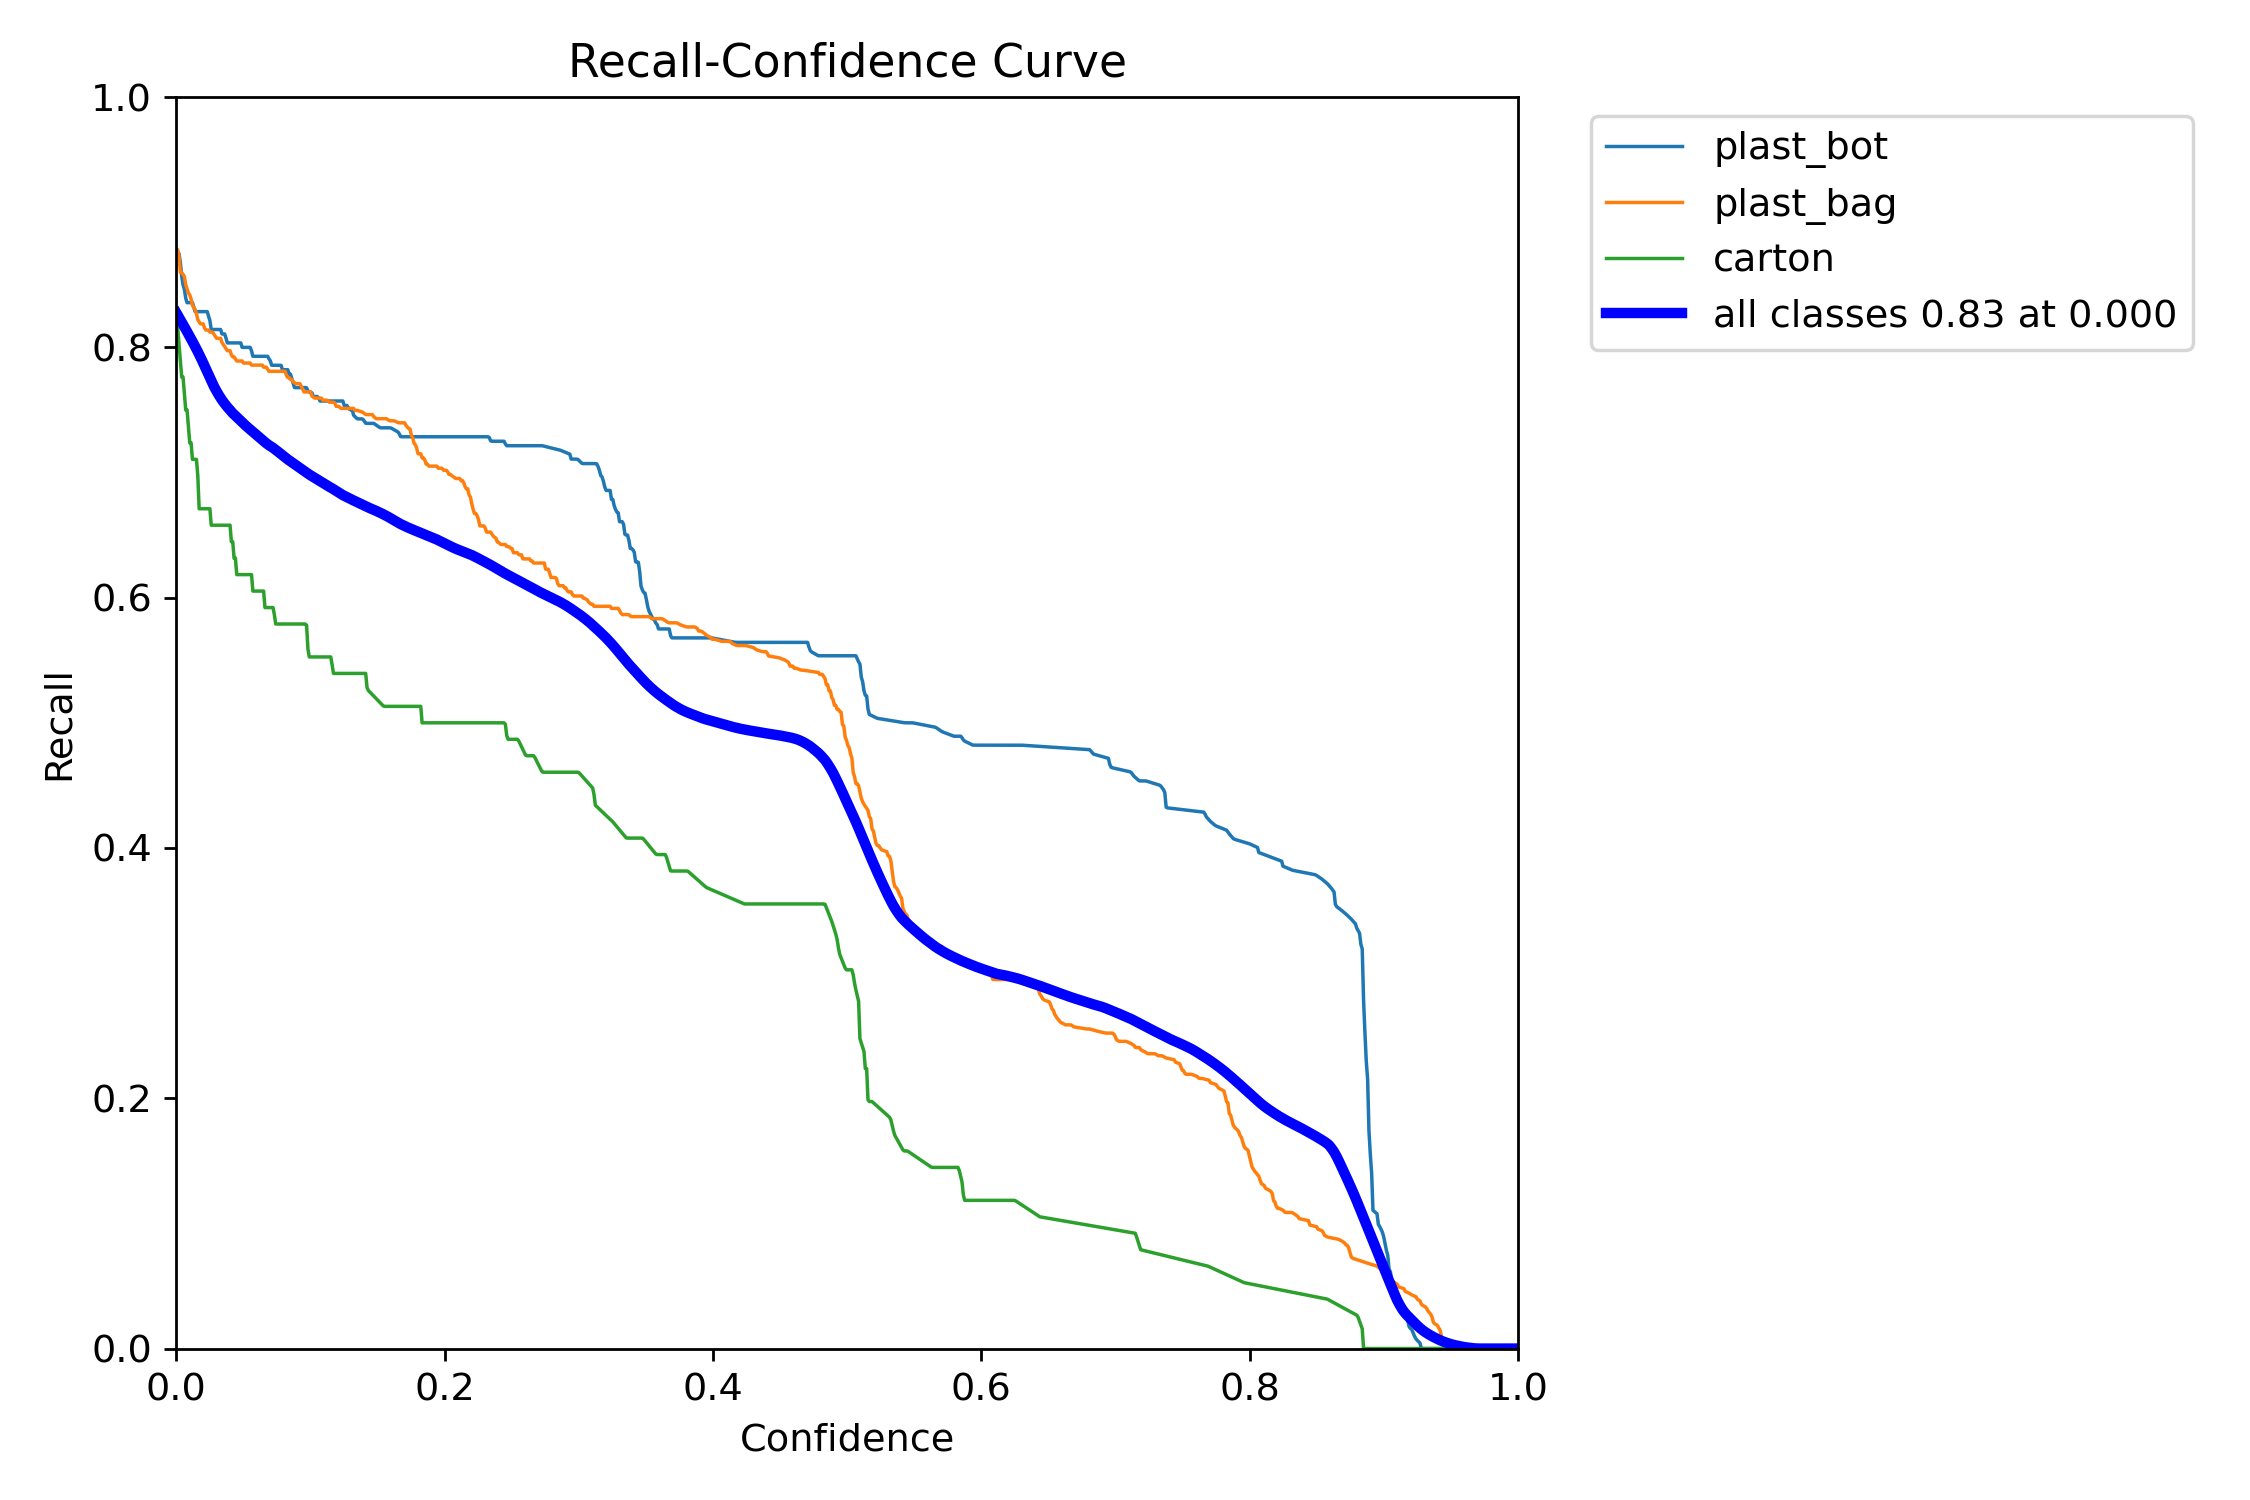 Recall-Confidence Curve
1.0
0.8
0.6
0.4
0.2
0.0
Recall
0.0 0.2 0.4 0.6 0.8 1.0
Confidence
plast_bot
plast_bag
carton
all classes 0.83 at 0.000